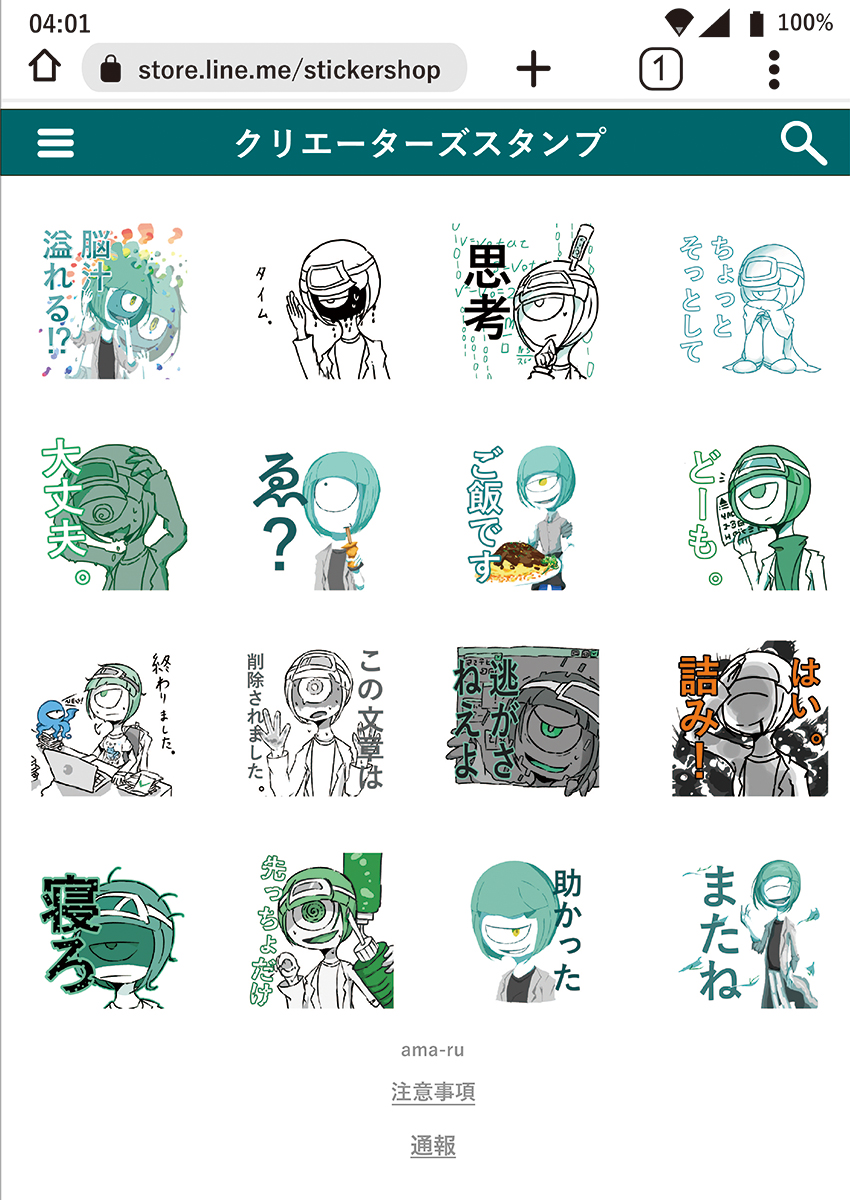 04:01
100%
store.line.me/stickershop
1
クリエーターズスタンプ
脳汁
溢れる!?
タイム。
思考
ちょっと
そっとして
大丈夫。
ゑ?
ご飯です
どーも。
終わりました。
この文章は
削除されました。
逃がさ
ねえよ
はい。
詰み!
寝ろ
先っちょだけ
助かった
またね
ama-ru
注意事項
通報